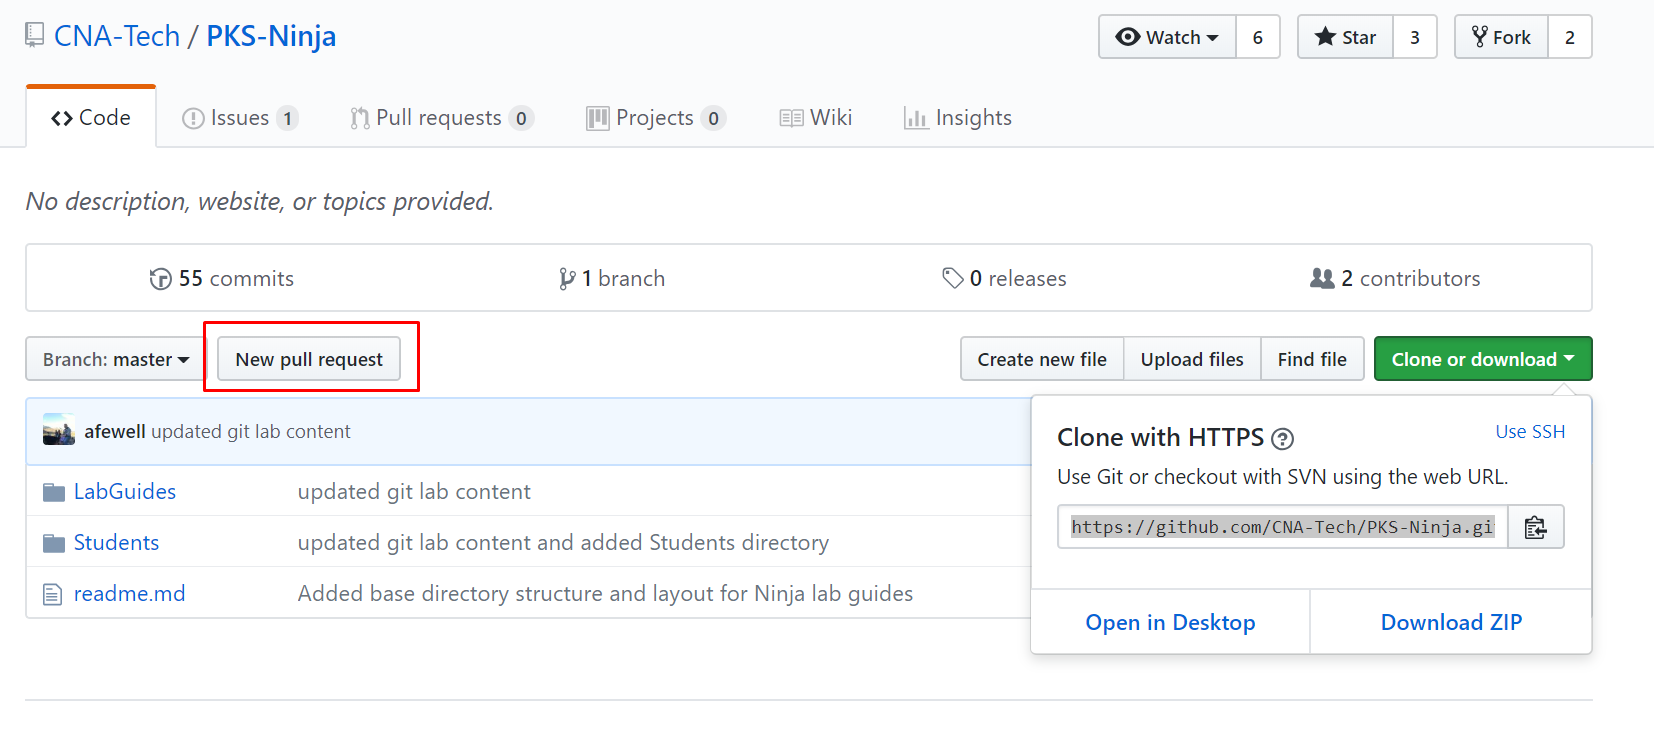 CNA-Tech / PKS-Ninja
Watch 6
Star 3
Fork 2
Code
Issues 1
Pull requests 0
Projects 0
Wiki
Insights
No description, website, or topics provided.
55 commits
1 branch
0 releases
2 contributors
Branch: master
New pull request
Create new file
Upload files
Find file
Clone or download
afewell updated git lab content
LabGuides updated git lab content
Students updated git lab content and added Students directory
readme.md Added base directory structure and layout for Ninja lab guides
Clone with HTTPS ?
Use SSH
Use Git or checkout with SVN using the web URL.
https://github.com/CNA-Tech/PKS-Ninja.gi
Open in Desktop
Download ZIP